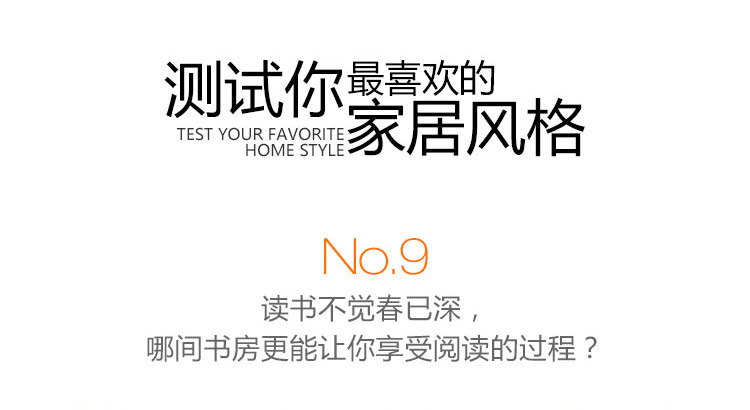 测试你最喜欢的
家居风格
TEST YOUR FAVORITE
HOME STYLE
No.9
读书不觉春已深，
哪间书房更能让你享受阅读的过程？